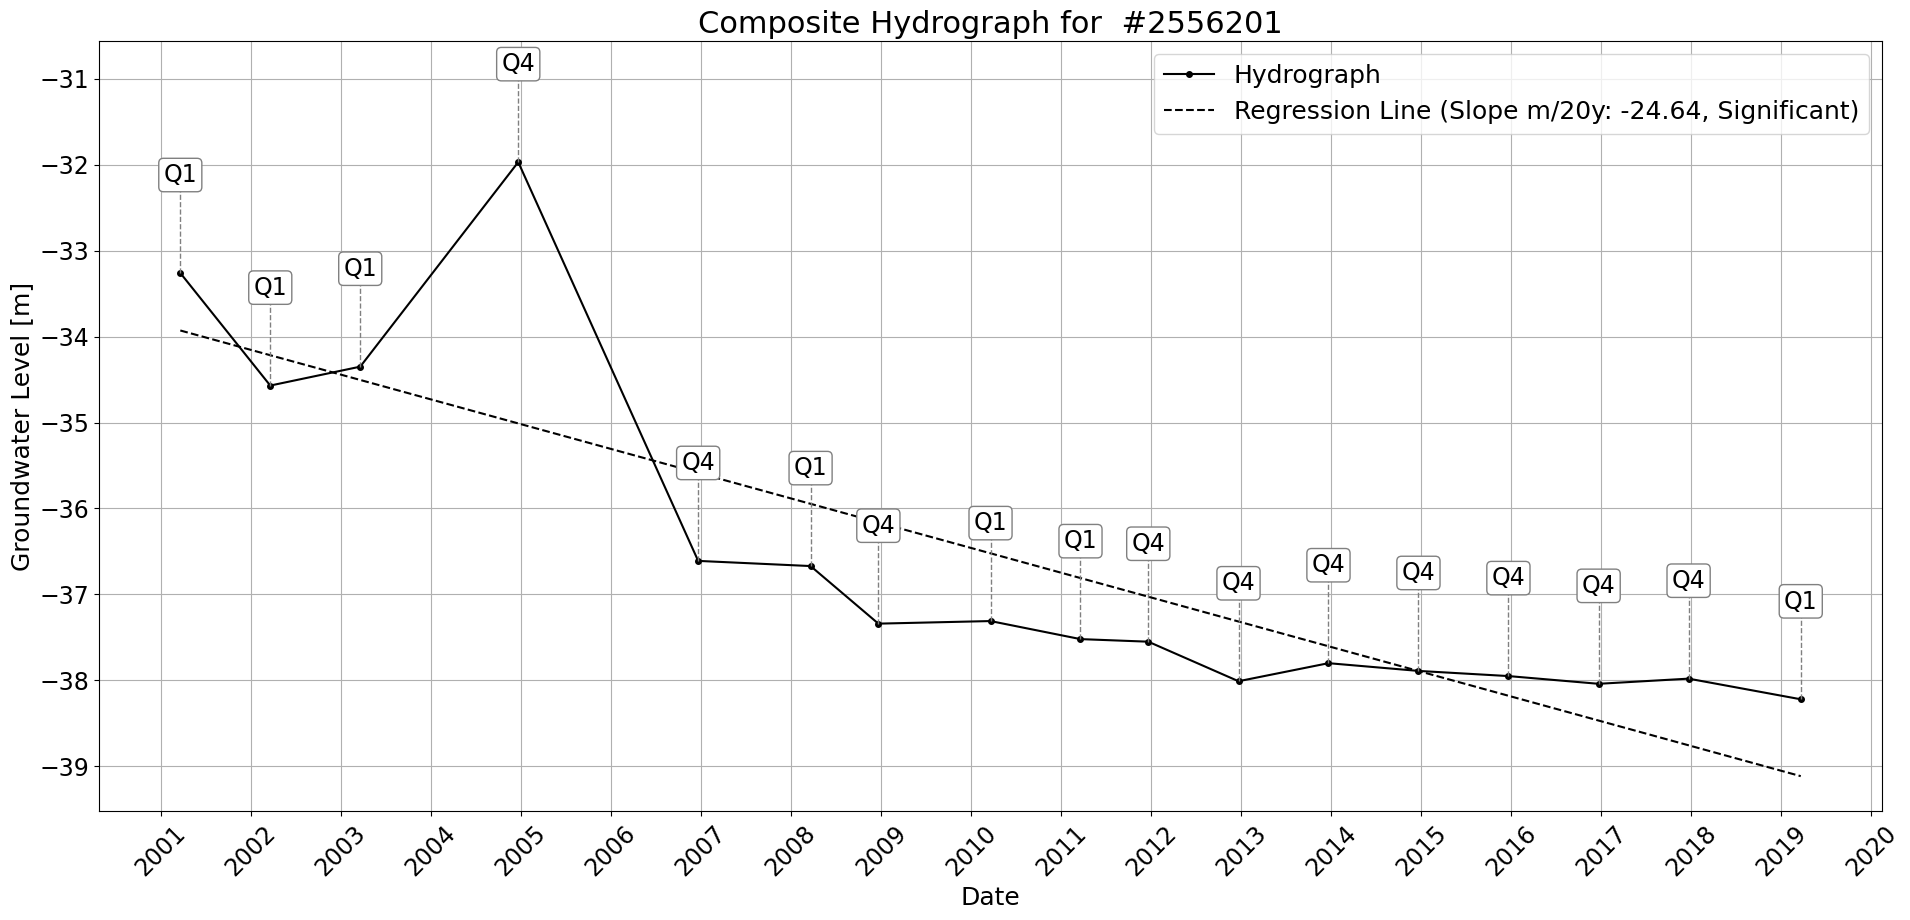 Composite Hydrograph for  #2556201
Hydrograph
Regression Line (Slope m/20y: -24.64, Significant)
Groundwater Level [m]
−31
−32
−33
−34
−35
−36
−37
−38
−39
Q1
Q1
Q1
Q4
Q4
Q1
Q4
Q1
Q1
Q4
Q4
Q4
Q4
Q4
Q4
Q4
Q1
2001
2002
2003
2004
2005
2006
2007
2008
2009
2010
2011
2012
2013
2014
2015
2016
2017
2018
2019
2020
Date